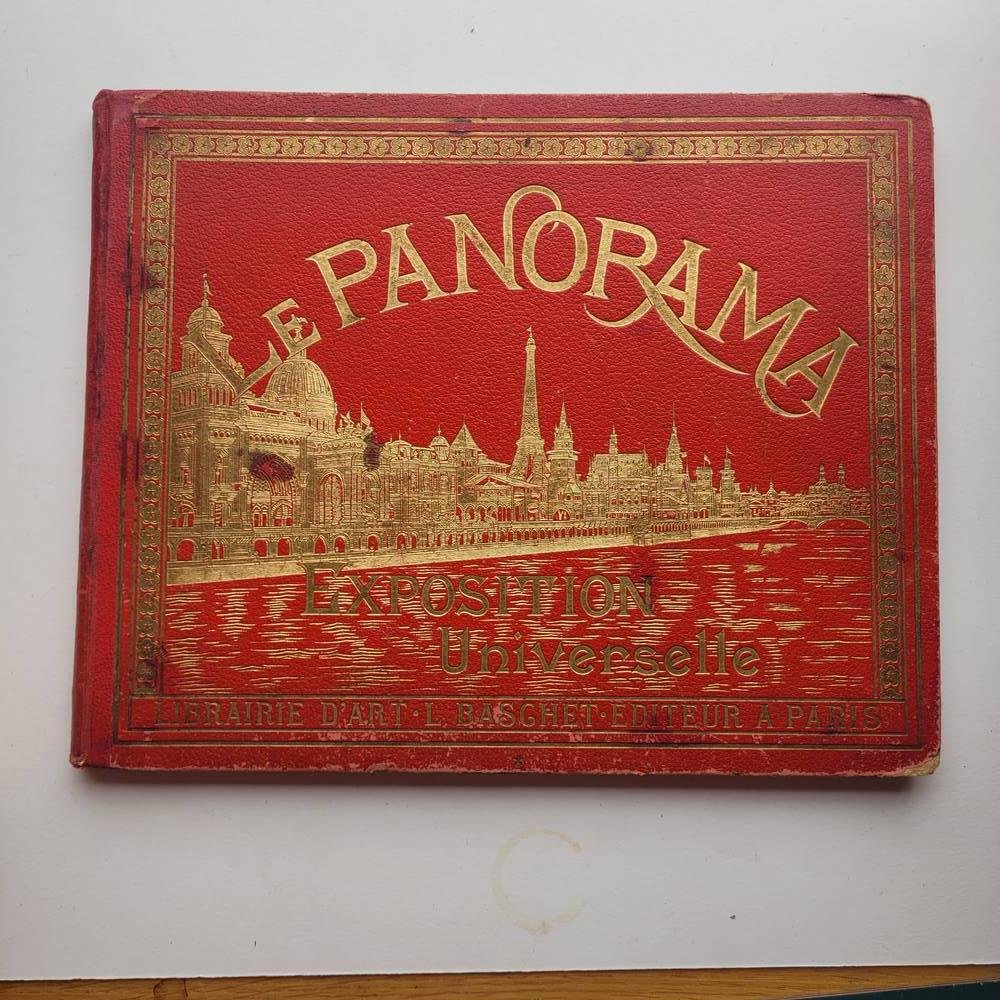 LE PANORAMA
EXPOSITION
Universelle
LIBRAIRIE D'ART · L. BASCHET · EDITEUR A PARIS